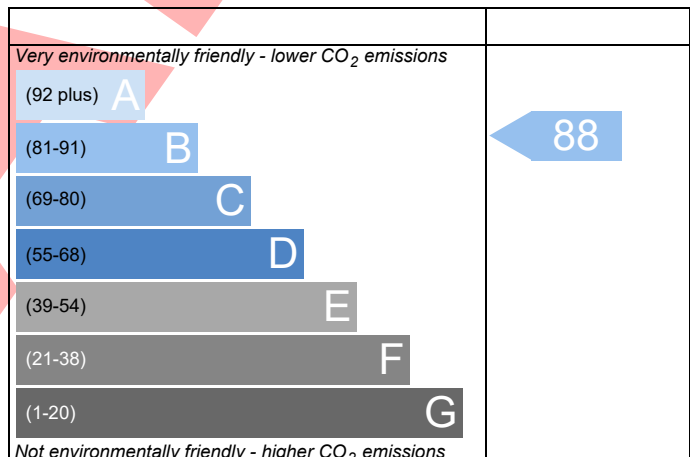 Very environmentally friendly - lower CO2 emissions
(92 plus) A
(81-91) B
88
(69-80) C
(55-68) D
(39-54) E
(21-38) F
(1-20) G
Not environmentally friendly - higher CO2 emissions